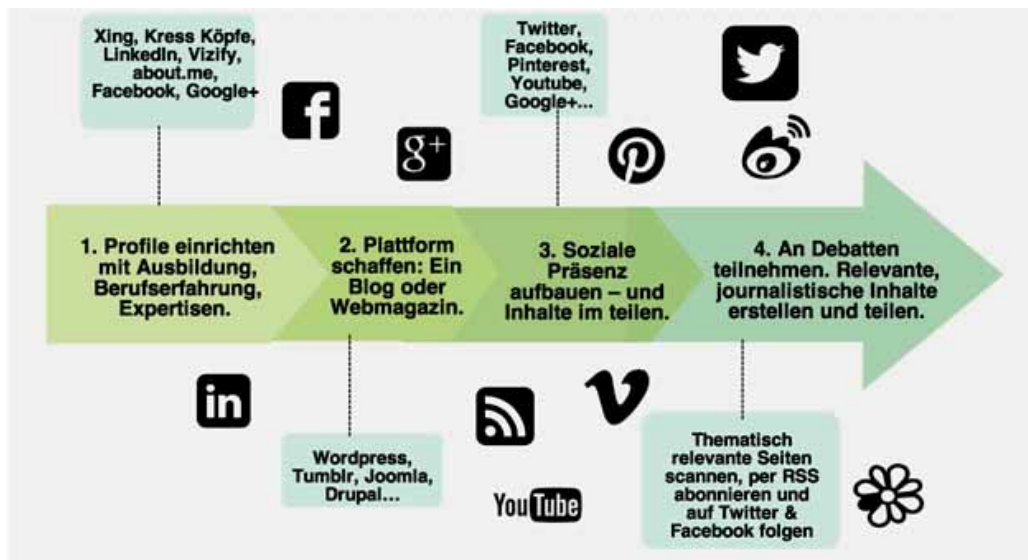 Xing, Kress Köpfe,
LinkedIn, Vizify,
about.me,
Facebook, Google+
Twitter,
Facebook,
Pinterest,
Youtube,
Google+...
f
g+
1. Profile einrichten
mit Ausbildung,
Berufserfahrung,
Expertisen.
2. Plattform
schaffen: Ein
Blog oder
Webmagazin.
3. Soziale
Präsenz
aufbauen – und
Inhalte im teilen.
4. An Debatten
teilnehmen. Relevante,
journalistische Inhalte
erstellen und teilen.
in
Wordpress,
Tumblr, Joomla,
Drupal...
YouTube
Thematisch
relevante Seiten
scannen, per RSS
abonnieren und
auf Twitter &
Facebook folgen